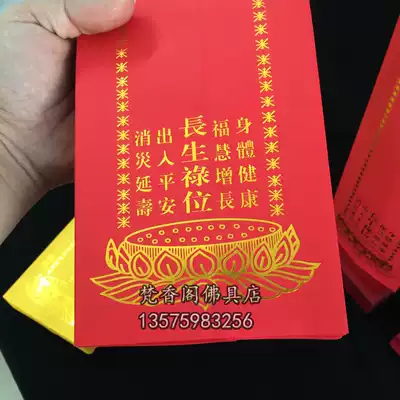 身體健康
福慧增長
長生祿位
出入平安
消災延壽
梵香阁佛具店
13575983256